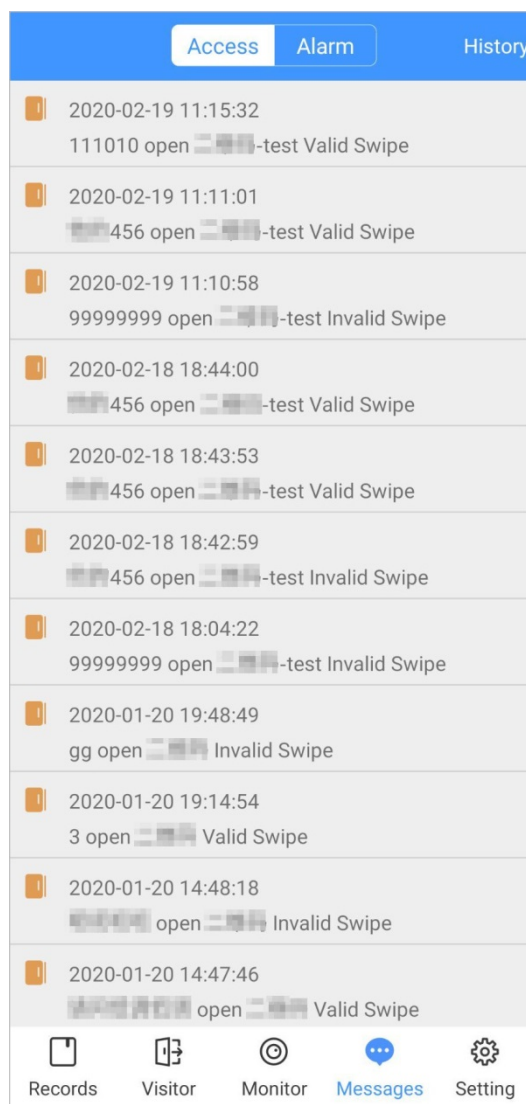 Access Alarm History
2020-02-19 11:15:32
111010 open -test Valid Swipe
2020-02-19 11:11:01
456 open -test Valid Swipe
2020-02-19 11:10:58
99999999 open -test Invalid Swipe
2020-02-18 18:44:00
456 open -test Valid Swipe
2020-02-18 18:43:53
456 open -test Valid Swipe
2020-02-18 18:42:59
456 open -test Invalid Swipe
2020-02-18 18:04:22
99999999 open -test Invalid Swipe
2020-01-20 19:48:49
gg open Invalid Swipe
2020-01-20 19:14:54
3 open Valid Swipe
2020-01-20 14:48:18
open Invalid Swipe
2020-01-20 14:47:46
open Valid Swipe
Records Visitor Monitor Messages Setting